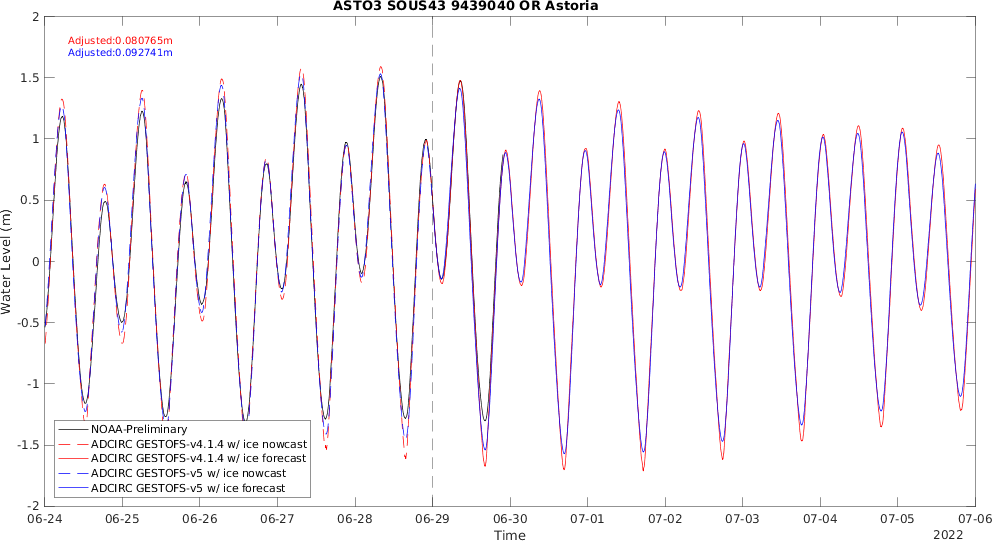 ASTO3 SOUS43 9439040 OR Astoria
Adjusted:0.080765m
Adjusted:0.092741m
Water Level (m)
2
1.5
1
0.5
0
-0.5
-1
-1.5
-2
NOAA-Preliminary
ADCIRC GESTOFS-v4.1.4 w/ ice nowcast
ADCIRC GESTOFS-v4.1.4 w/ ice forecast
ADCIRC GESTOFS-v5 w/ ice nowcast
ADCIRC GESTOFS-v5 w/ ice forecast
06-24 06-25 06-26 06-27 06-28 06-29 06-30 07-01 07-02 07-03 07-04 07-05 07-06
Time
2022